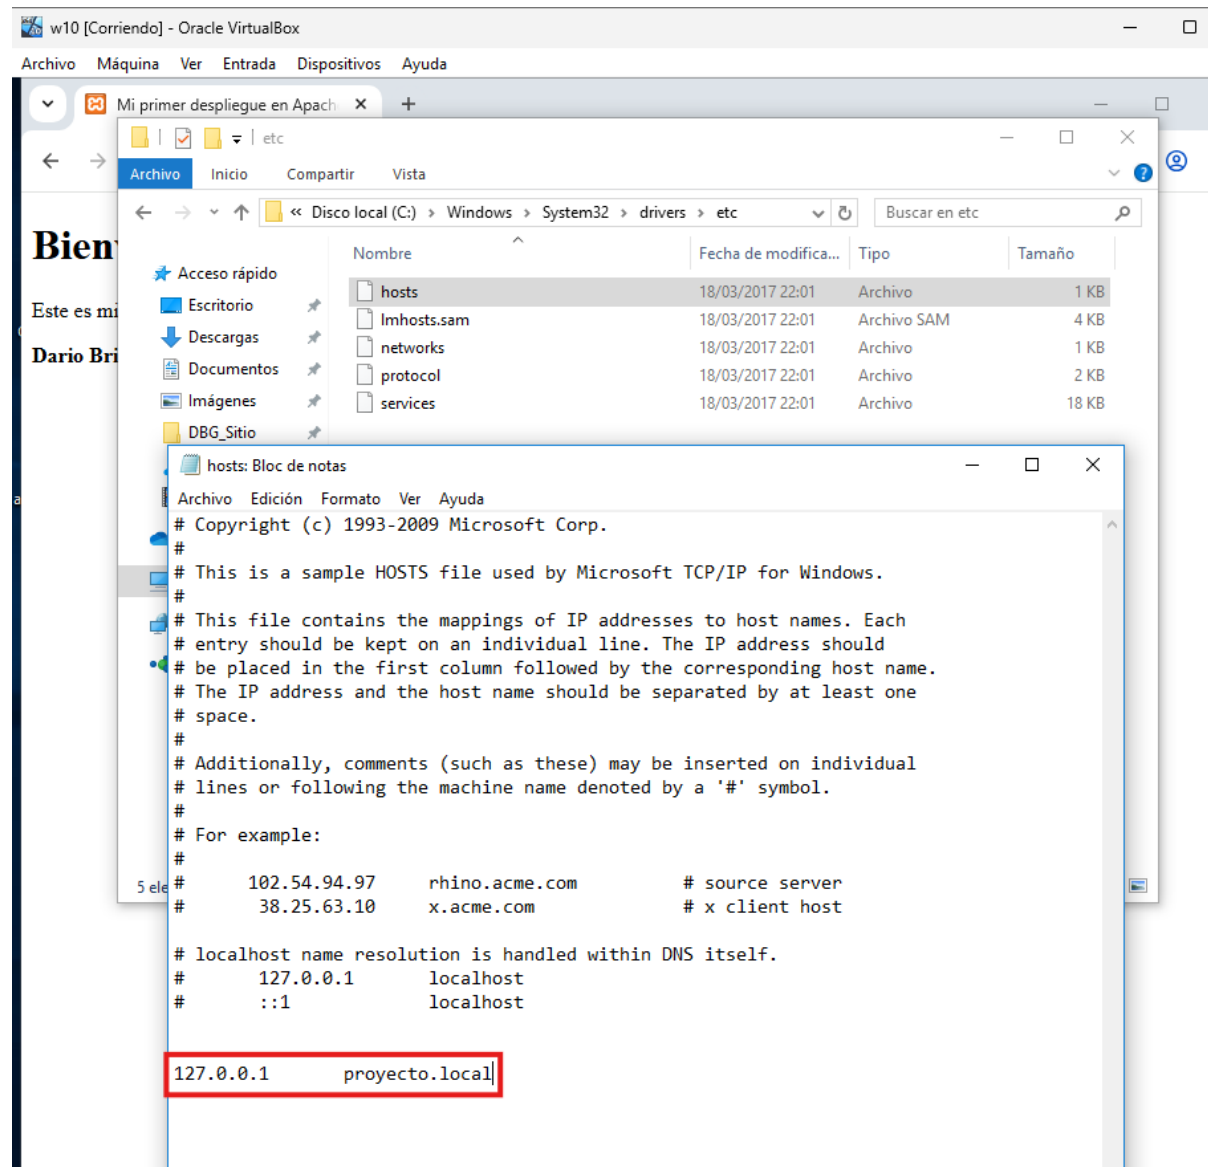 w10 [Corriendo] - Oracle VirtualBox
Archivo Máquina Ver Entrada Dispositivos Ayuda
Mi primer despliegue en Apach
etc
Archivo Inicio Compartir Vista
« Disco local (C:) > Windows > System32 > drivers > etc
Buscar en etc
Bien
Este es mi
Dario Bri
Nombre Fecha de modifica... Tipo Tamaño
Acceso rápido
Escritorio
Descargas
Documentos
Imágenes
DBG_Sitio
hosts 18/03/2017 22:01 Archivo 1 KB
lmhosts.sam 18/03/2017 22:01 Archivo SAM 4 KB
networks 18/03/2017 22:01 Archivo 1 KB
protocol 18/03/2017 22:01 Archivo 2 KB
services 18/03/2017 22:01 Archivo 18 KB
5 ele
hosts: Bloc de notas
Archivo Edición Formato Ver Ayuda
# Copyright (c) 1993-2009 Microsoft Corp.
#
# This is a sample HOSTS file used by Microsoft TCP/IP for Windows.
#
# This file contains the mappings of IP addresses to host names. Each
# entry should be kept on an individual line. The IP address should
# be placed in the first column followed by the corresponding host name.
# The IP address and the host name should be separated by at least one
# space.
#
# Additionally, comments (such as these) may be inserted on individual
# lines or following the machine name denoted by a '#' symbol.
#
# For example:
#
# 102.54.94.97 rhino.acme.com # source server
# 38.25.63.10 x.acme.com # x client host
# localhost name resolution is handled within DNS itself.
# 127.0.0.1 localhost
# ::1 localhost
127.0.0.1 proyecto.local